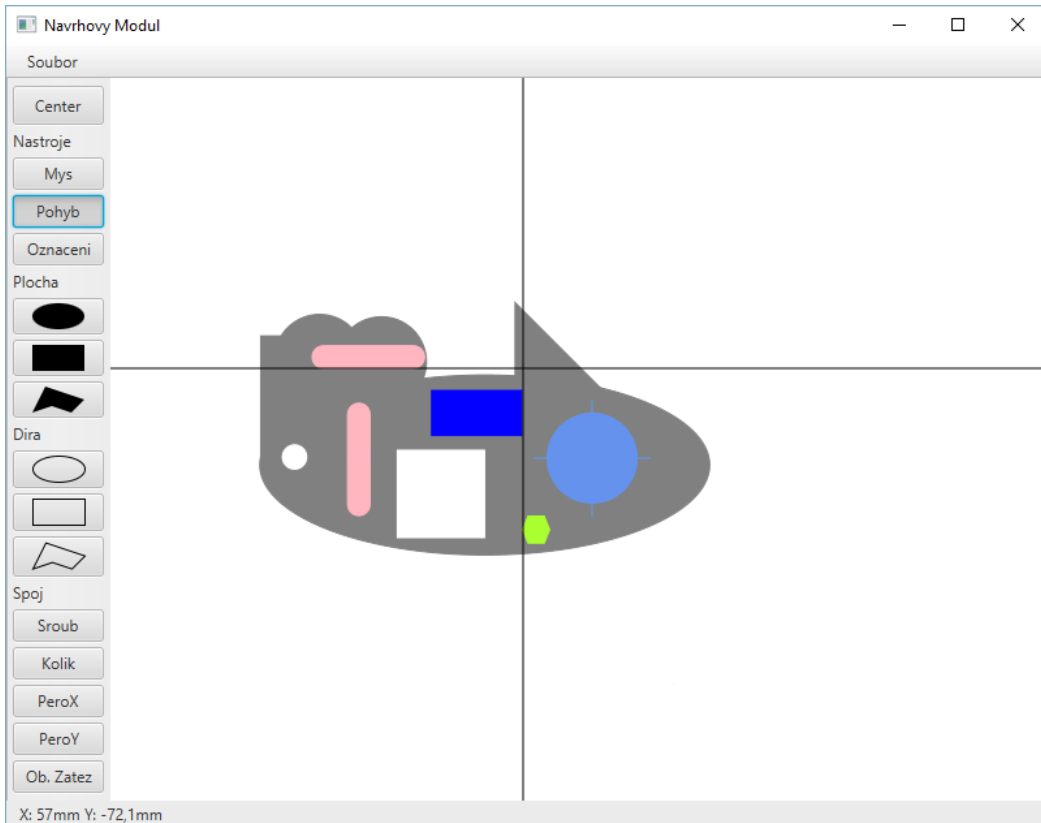 Navrhovy Modul
Soubor
Center
Nastroje
Mys
Pohyb
Oznaceni
Plocha
Dira
Spoj
Sroub
Kolik
PeroX
PeroY
Ob. Zatez
X: 57mm Y: -72,1mm